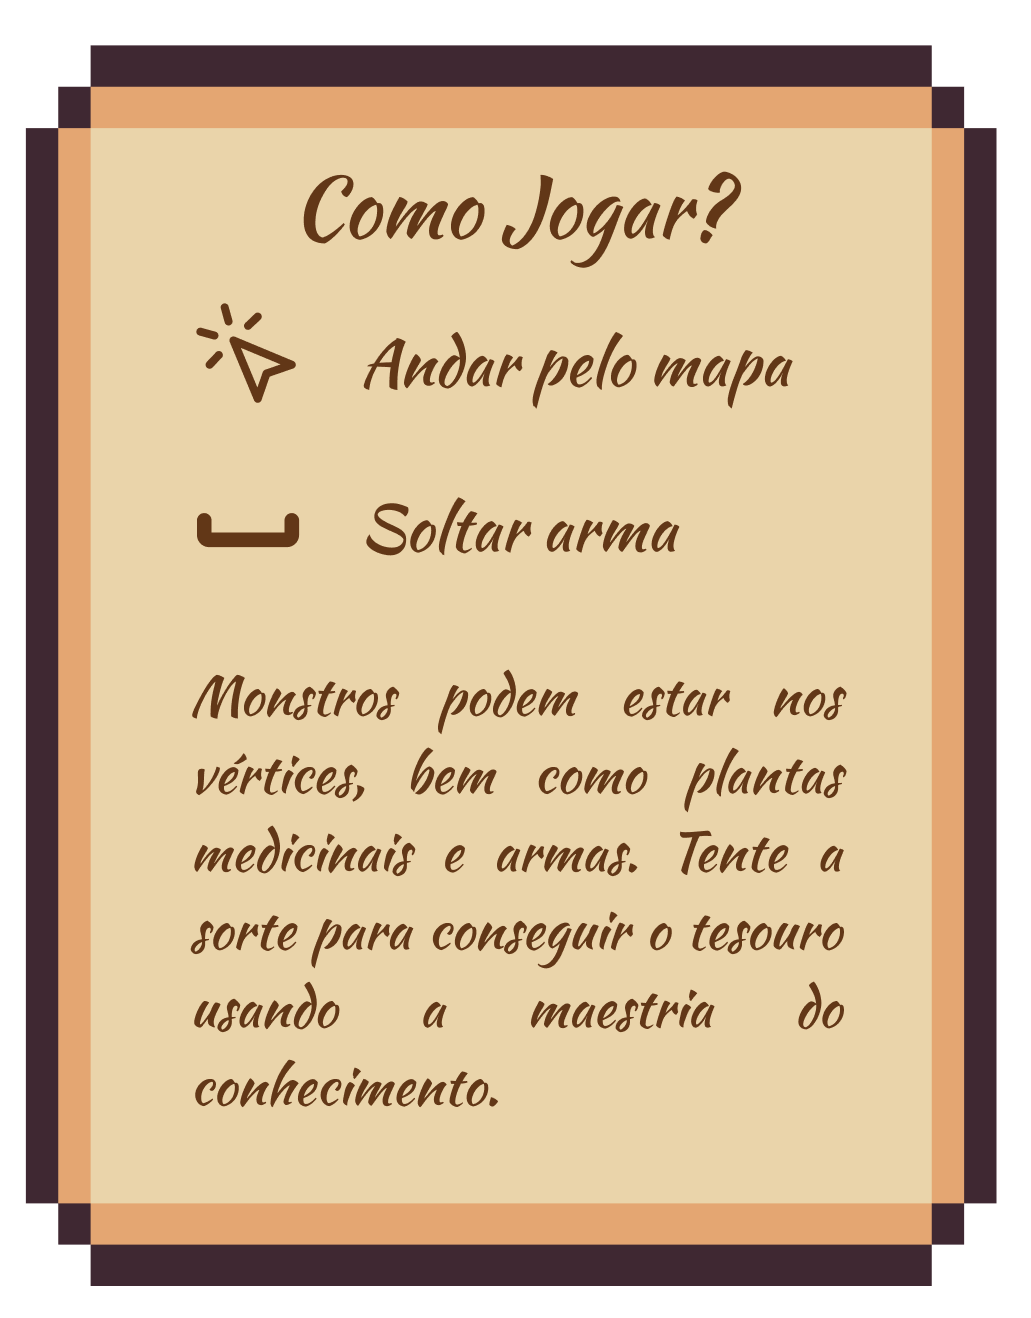 Como Jogar?
Andar pelo mapa
Soltar arma
Monstros podem estar nos
vértices, bem como plantas
medicinais e armas. Tente a
sorte para conseguir o tesouro
usando a maestria do
conhecimento.